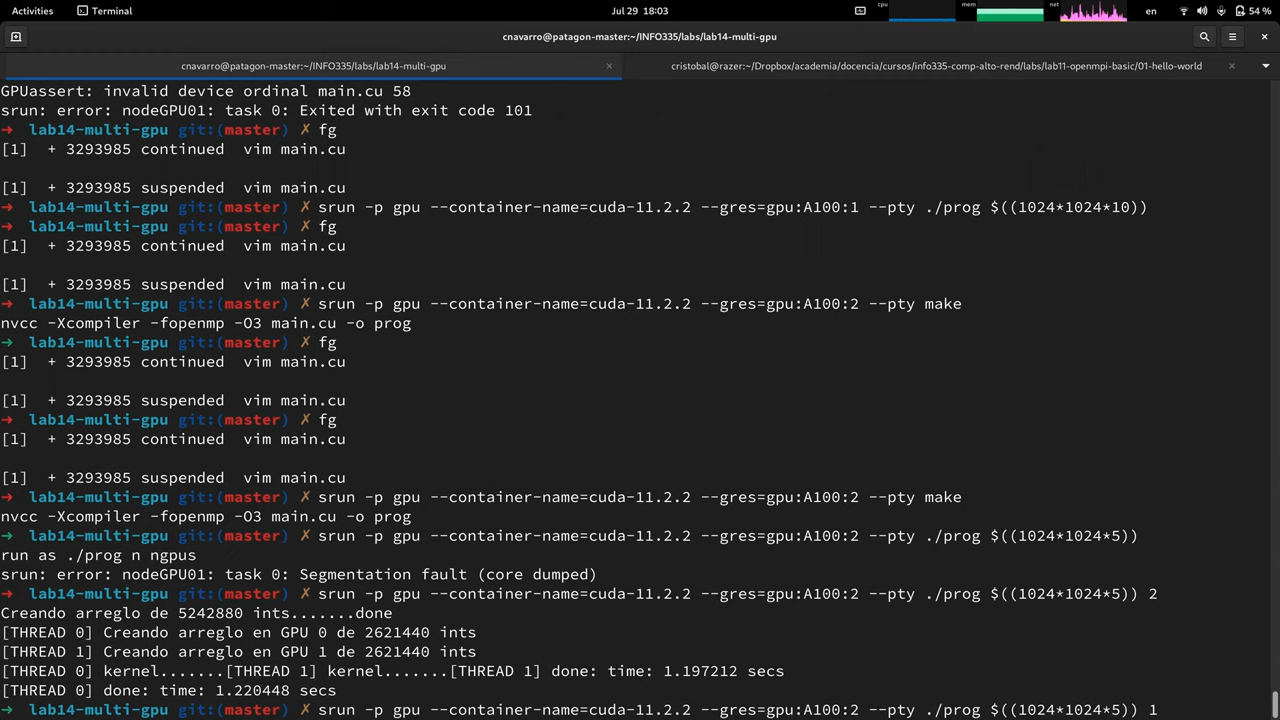 Activities Terminal Jul 29 18:03 cpu mem net en 54 %
cnavarro@patagon-master:~/INFO335/labs/lab14-multi-gpu
cnavarro@patagon-master:~/INFO335/labs/lab14-multi-gpu × cristobal@razer:~/Dropbox/academia/docencia/cursos/info335-comp-alto-rend/labs/lab11-openmpi-basic/01-hello-world ×
GPUassert: invalid device ordinal main.cu 58
srun: error: nodeGPU01: task 0: Exited with exit code 101
→ lab14-multi-gpu git:(master) ✗ fg
[1]  + 3293985 continued  vim main.cu
[1]  + 3293985 suspended  vim main.cu
→ lab14-multi-gpu git:(master) ✗ srun -p gpu --container-name=cuda-11.2.2 --gres=gpu:A100:1 --pty ./prog $((1024*1024*10))
→ lab14-multi-gpu git:(master) ✗ fg
[1]  + 3293985 continued  vim main.cu
[1]  + 3293985 suspended  vim main.cu
→ lab14-multi-gpu git:(master) ✗ srun -p gpu --container-name=cuda-11.2.2 --gres=gpu:A100:2 --pty make
nvcc -Xcompiler -fopenmp -O3 main.cu -o prog
→ lab14-multi-gpu git:(master) ✗ fg
[1]  + 3293985 continued  vim main.cu
[1]  + 3293985 suspended  vim main.cu
→ lab14-multi-gpu git:(master) ✗ fg
[1]  + 3293985 continued  vim main.cu
[1]  + 3293985 suspended  vim main.cu
→ lab14-multi-gpu git:(master) ✗ srun -p gpu --container-name=cuda-11.2.2 --gres=gpu:A100:2 --pty make
nvcc -Xcompiler -fopenmp -O3 main.cu -o prog
→ lab14-multi-gpu git:(master) ✗ srun -p gpu --container-name=cuda-11.2.2 --gres=gpu:A100:2 --pty ./prog $((1024*1024*5))
run as ./prog n ngpus
srun: error: nodeGPU01: task 0: Segmentation fault (core dumped)
→ lab14-multi-gpu git:(master) ✗ srun -p gpu --container-name=cuda-11.2.2 --gres=gpu:A100:2 --pty ./prog $((1024*1024*5)) 2
Creando arreglo de 5242880 ints.......done
[THREAD 0] Creando arreglo en GPU 0 de 2621440 ints
[THREAD 1] Creando arreglo en GPU 1 de 2621440 ints
[THREAD 0] kernel.......[THREAD 1] kernel.......[THREAD 1] done: time: 1.197212 secs
[THREAD 0] done: time: 1.220448 secs
→ lab14-multi-gpu git:(master) ✗ srun -p gpu --container-name=cuda-11.2.2 --gres=gpu:A100:2 --pty ./prog $((1024*1024*5)) 1